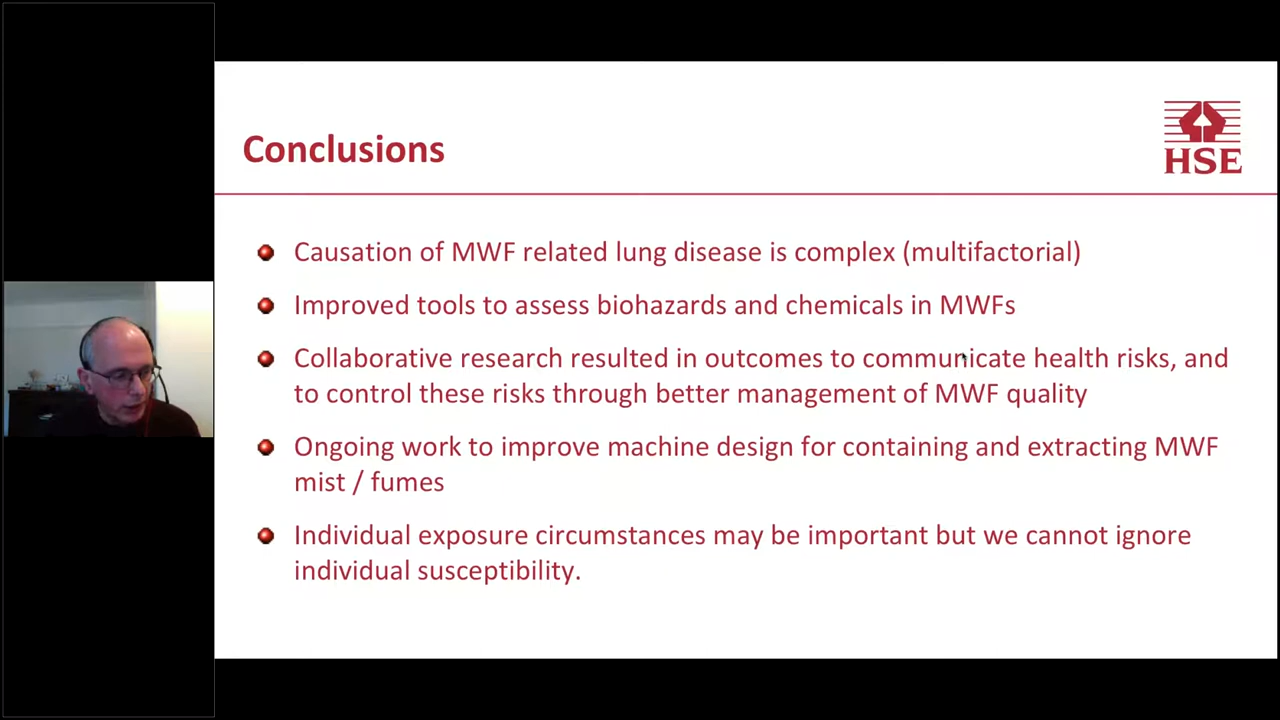 Conclusions
HSE
Causation of MWF related lung disease is complex (multifactorial)
Improved tools to assess biohazards and chemicals in MWFs
Collaborative research resulted in outcomes to communicate health risks, and
to control these risks through better management of MWF quality
Ongoing work to improve machine design for containing and extracting MWF
mist / fumes
Individual exposure circumstances may be important but we cannot ignore
individual susceptibility.